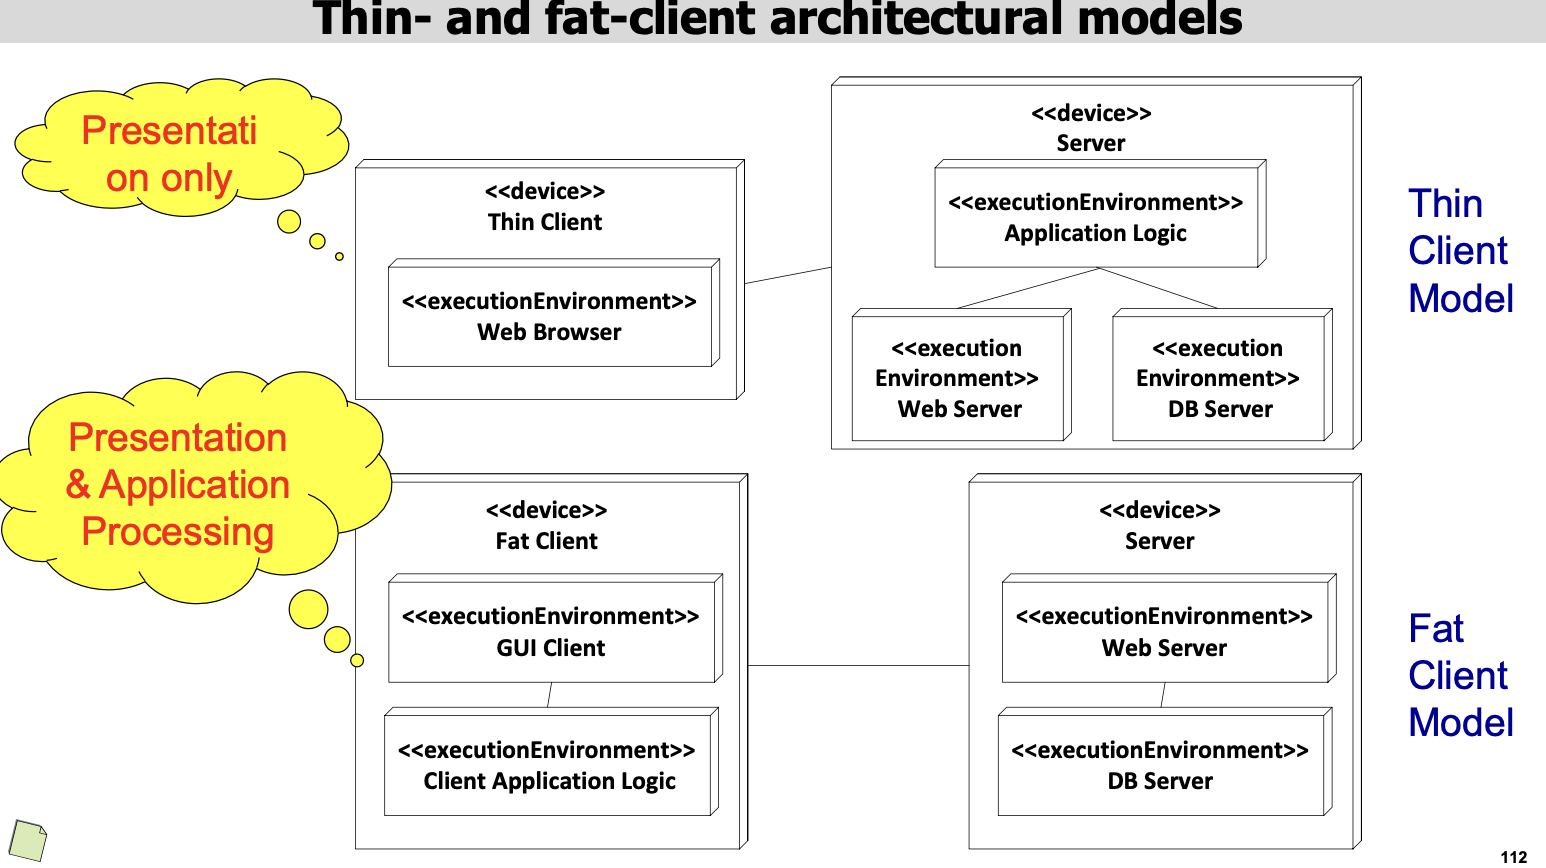 Thin- and fat-client architectural models
Presentati
on only
<<device>>
Thin Client
<<executionEnvironment>>
Web Browser
<<device>>
Server
<<executionEnvironment>>
Application Logic
<<execution
Environment>>
Web Server
<<execution
Environment>>
DB Server
Thin
Client
Model
Presentation
& Application
Processing
<<device>>
Fat Client
<<executionEnvironment>>
GUI Client
<<executionEnvironment>>
Client Application Logic
<<device>>
Server
<<executionEnvironment>>
Web Server
<<executionEnvironment>>
DB Server
Fat
Client
Model
112